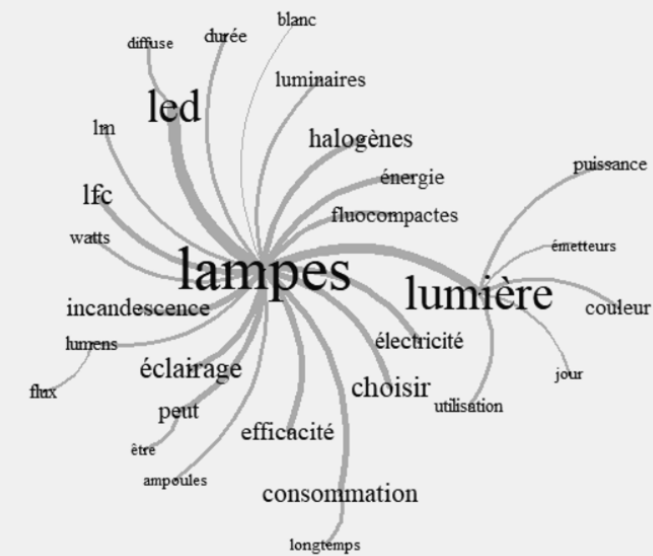 blanc
durée
diffuse
luminaires
led
lm
halogènes
puissance
énergie
lfc
fluocompactes
watts
émetteurs
lampes
lumière
incandescence
couleur
électricité
lumens
éclairage
jour
choisir
flux
utilisation
peut
efficacité
être
ampoules
consommation
longtemps